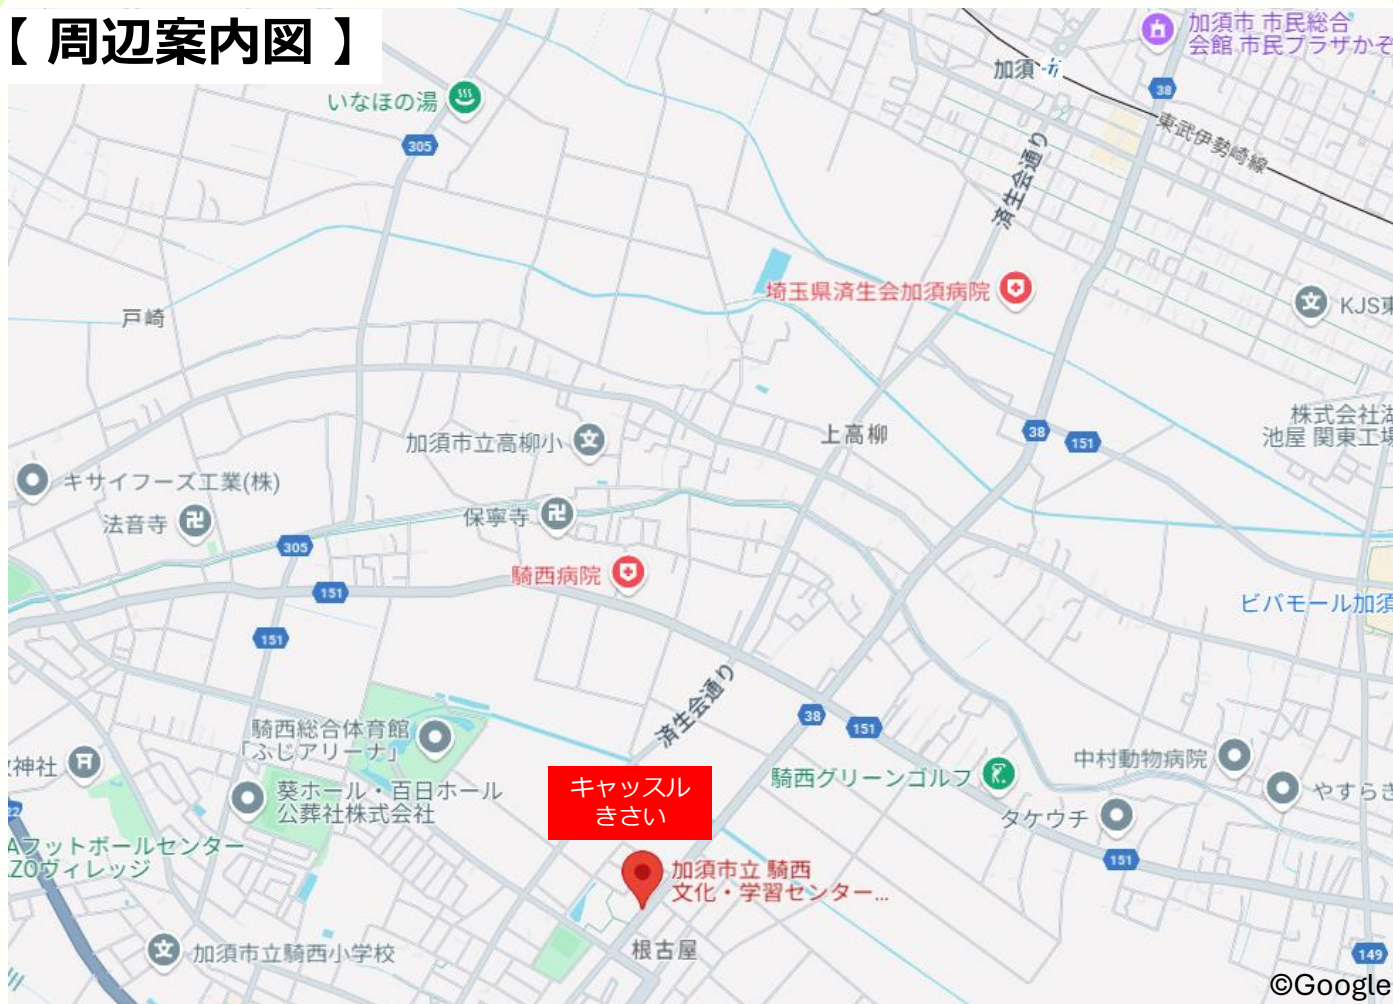 【 周辺案内図 】
加須市 市民総合
会館 市民プラザかぞ
加須
いなほの湯
38
305
東武伊勢崎線
済生会通り
埼玉県済生会加須病院
KJS東
戸崎
株式会社湖
池屋 関東工場
38
151
上高柳
加須市立高柳小
キサイフーズ工業(株)
法音寺
保寧寺
305
騎西病院
151
ビバモール加須
151
済生会通り
38
151
騎西総合体育館
「ふじアリーナ」
神社
中村動物病院
騎西グリーンゴルフ
葵ホール・百日ホール
公葬社株式会社
キャッスル
きさい
やすらぎ
タケウチ
Aフットボールセンター
ZOヴィレッジ
151
加須市立 騎西
文化・学習センター...
根古屋
加須市立騎西小学校
149
©Google